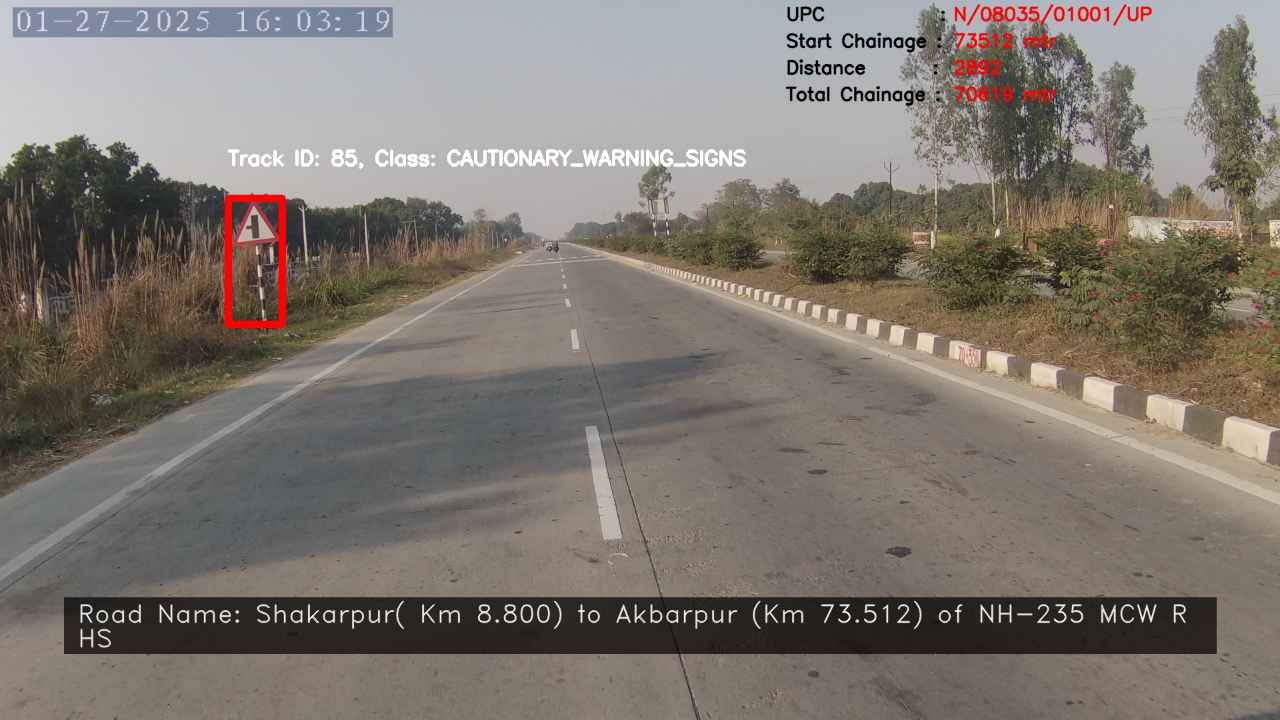 01-27-2025 16:03:19
UPC : N/08035/01001/UP
Start Chainage : 73512 mtr
Distance : 2892
Total Chainage : 70619 mtr
Track ID: 85, Class: CAUTIONARY_WARNING_SIGNS
Road Name: Shakarpur( Km 8.800) to Akbarpur (Km 73.512) of NH-235 MCW R
HS